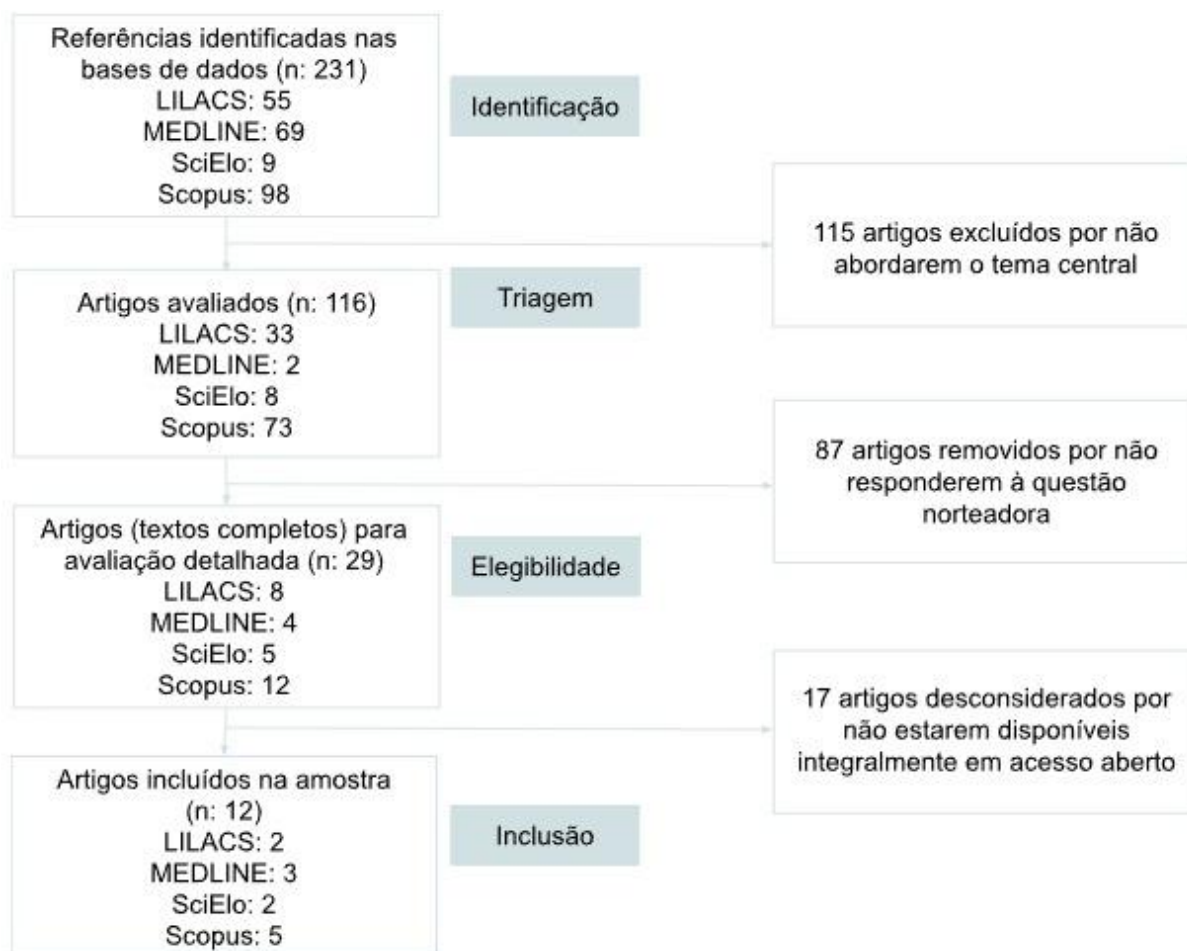 Referências identificadas nas
bases de dados (n: 231)
LILACS: 55
MEDLINE: 69
SciElo: 9
Scopus: 98
Identificação
115 artigos excluídos por não
abordarem o tema central
Triagem
Artigos avaliados (n: 116)
LILACS: 33
MEDLINE: 2
SciElo: 8
Scopus: 73
87 artigos removidos por não
responderem à questão
norteadora
Artigos (textos completos) para
avaliação detalhada (n: 29)
LILACS: 8
MEDLINE: 4
SciElo: 5
Scopus: 12
Elegibilidade
17 artigos desconsiderados por
não estarem disponíveis
integralmente em acesso aberto
Artigos incluídos na amostra
(n: 12)
LILACS: 2
MEDLINE: 3
SciElo: 2
Scopus: 5
Inclusão